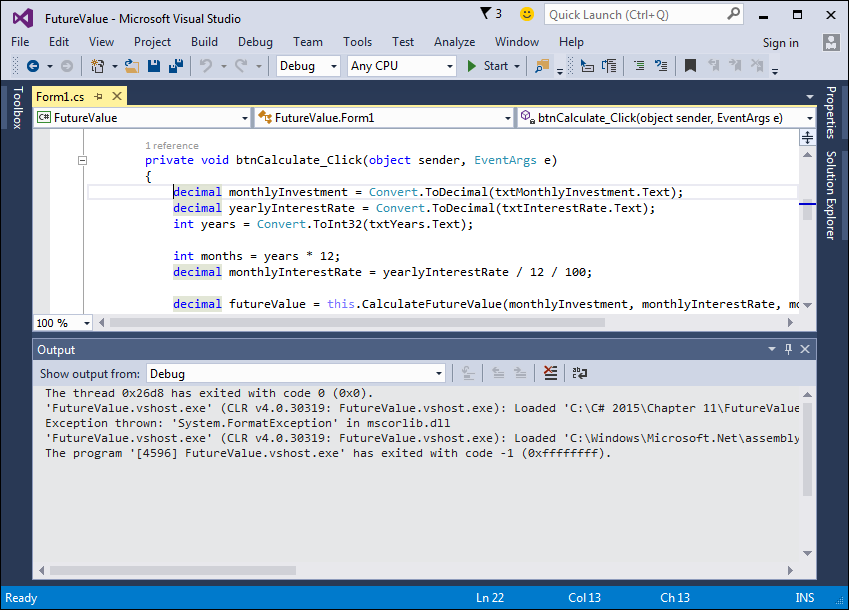 FutureValue - Microsoft Visual Studio
3
Quick Launch (Ctrl+Q)
File Edit View Project Build Debug Team Tools Test Analyze Window Help
Sign in
Debug Any CPU Start
Toolbox
Form1.cs
FutureValue FutureValue.Form1 btnCalculate_Click(object sender, EventArgs e)
Properties
Solution Explorer
1 reference
private void btnCalculate_Click(object sender, EventArgs e)
{
decimal monthlyInvestment = Convert.ToDecimal(txtMonthlyInvestment.Text);
decimal yearlyInterestRate = Convert.ToDecimal(txtInterestRate.Text);
int years = Convert.ToInt32(txtYears.Text);
int months = years * 12;
decimal monthlyInterestRate = yearlyInterestRate / 12 / 100;
decimal futureValue = this.CalculateFutureValue(monthlyInvestment, monthlyInterestRate, mo
100 %
Output
Show output from: Debug
The thread 0x26d8 has exited with code 0 (0x0).
'FutureValue.vshost.exe' (CLR v4.0.30319: FutureValue.vshost.exe): Loaded 'C:\C# 2015\Chapter 11\FutureValue
Exception thrown: 'System.FormatException' in mscorlib.dll
'FutureValue.vshost.exe' (CLR v4.0.30319: FutureValue.vshost.exe): Loaded 'C:\Windows\Microsoft.Net\assembly
The program '[4596] FutureValue.vshost.exe' has exited with code -1 (0xffffffff).
Ready Ln 22 Col 13 Ch 13 INS